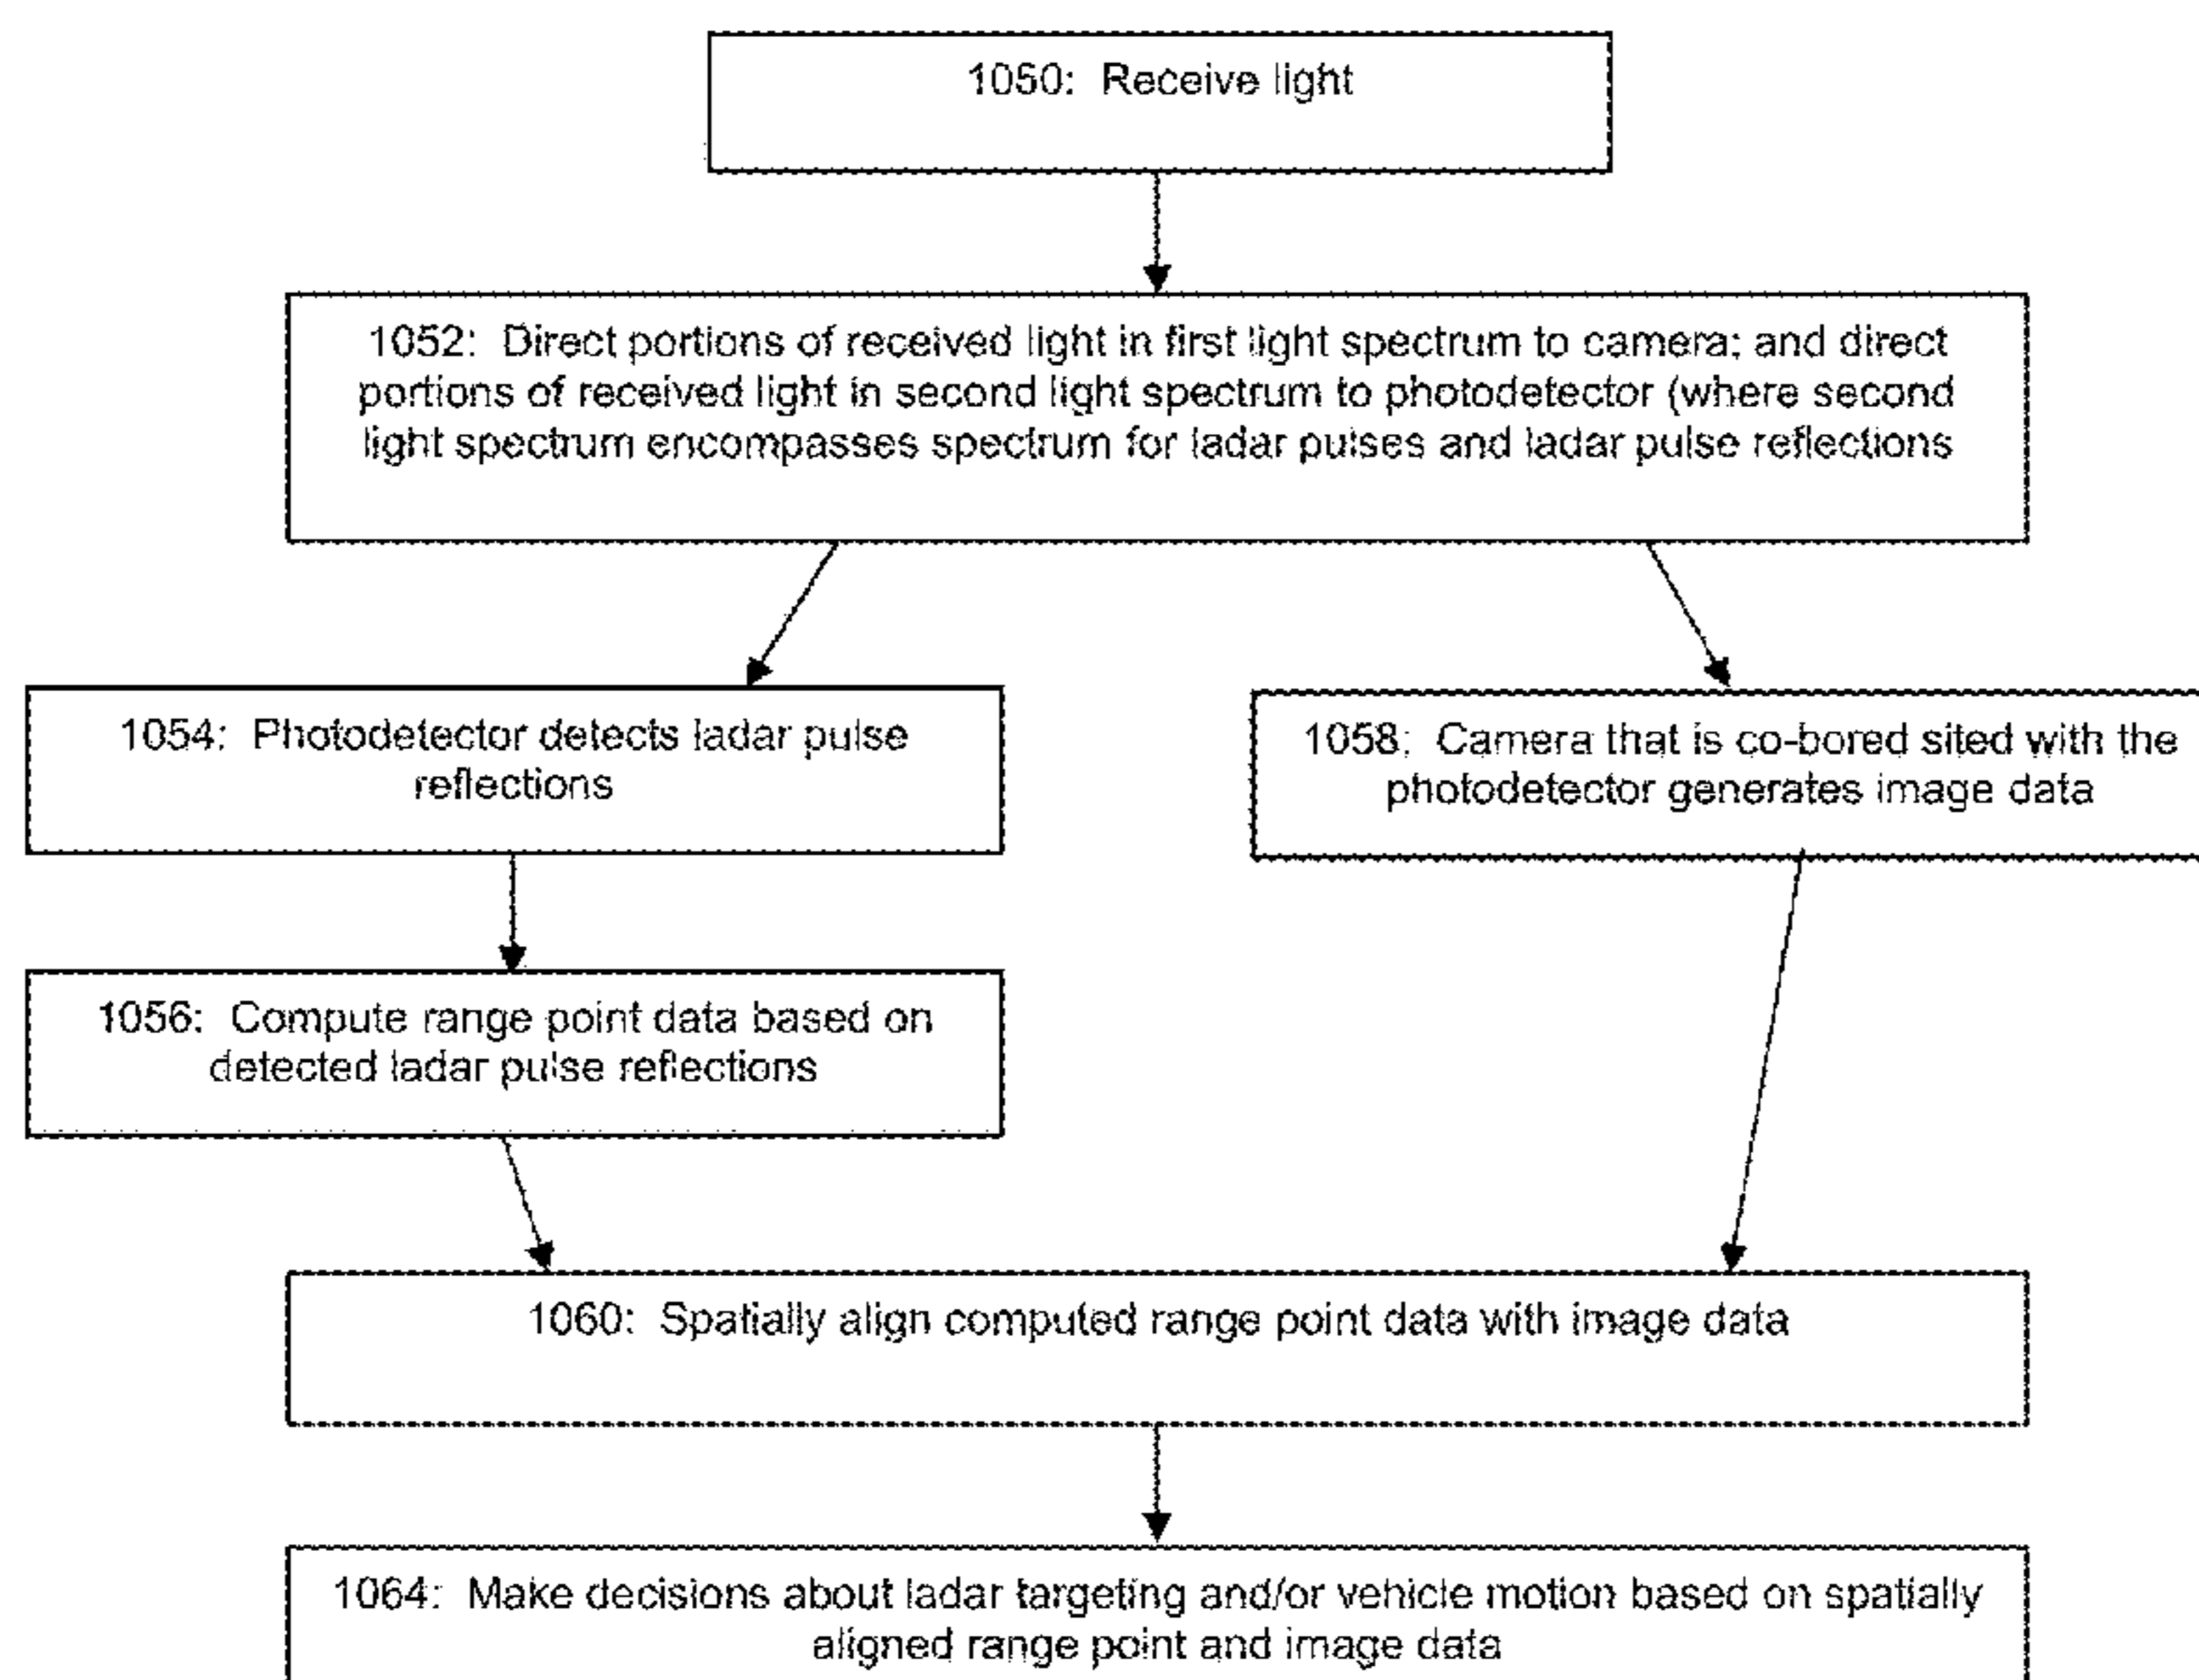 1050: Receive light
1052: Direct portions of received light in first light spectrum to camera; and direct
portions of received light in second light spectrum to photodetector (where second
light spectrum encompasses spectrum for ladar pulses and ladar pulse reflections
1054: Photodetector detects ladar pulse
reflections
1058: Camera that is co-bored sited with the
photodetector generates image data
1056: Compute range point data based on
detected ladar pulse reflections
1060: Spatially align computed range point data with image data
1064: Make decisions about ladar targeting and/or vehicle motion based on spatially
aligned range point and image data